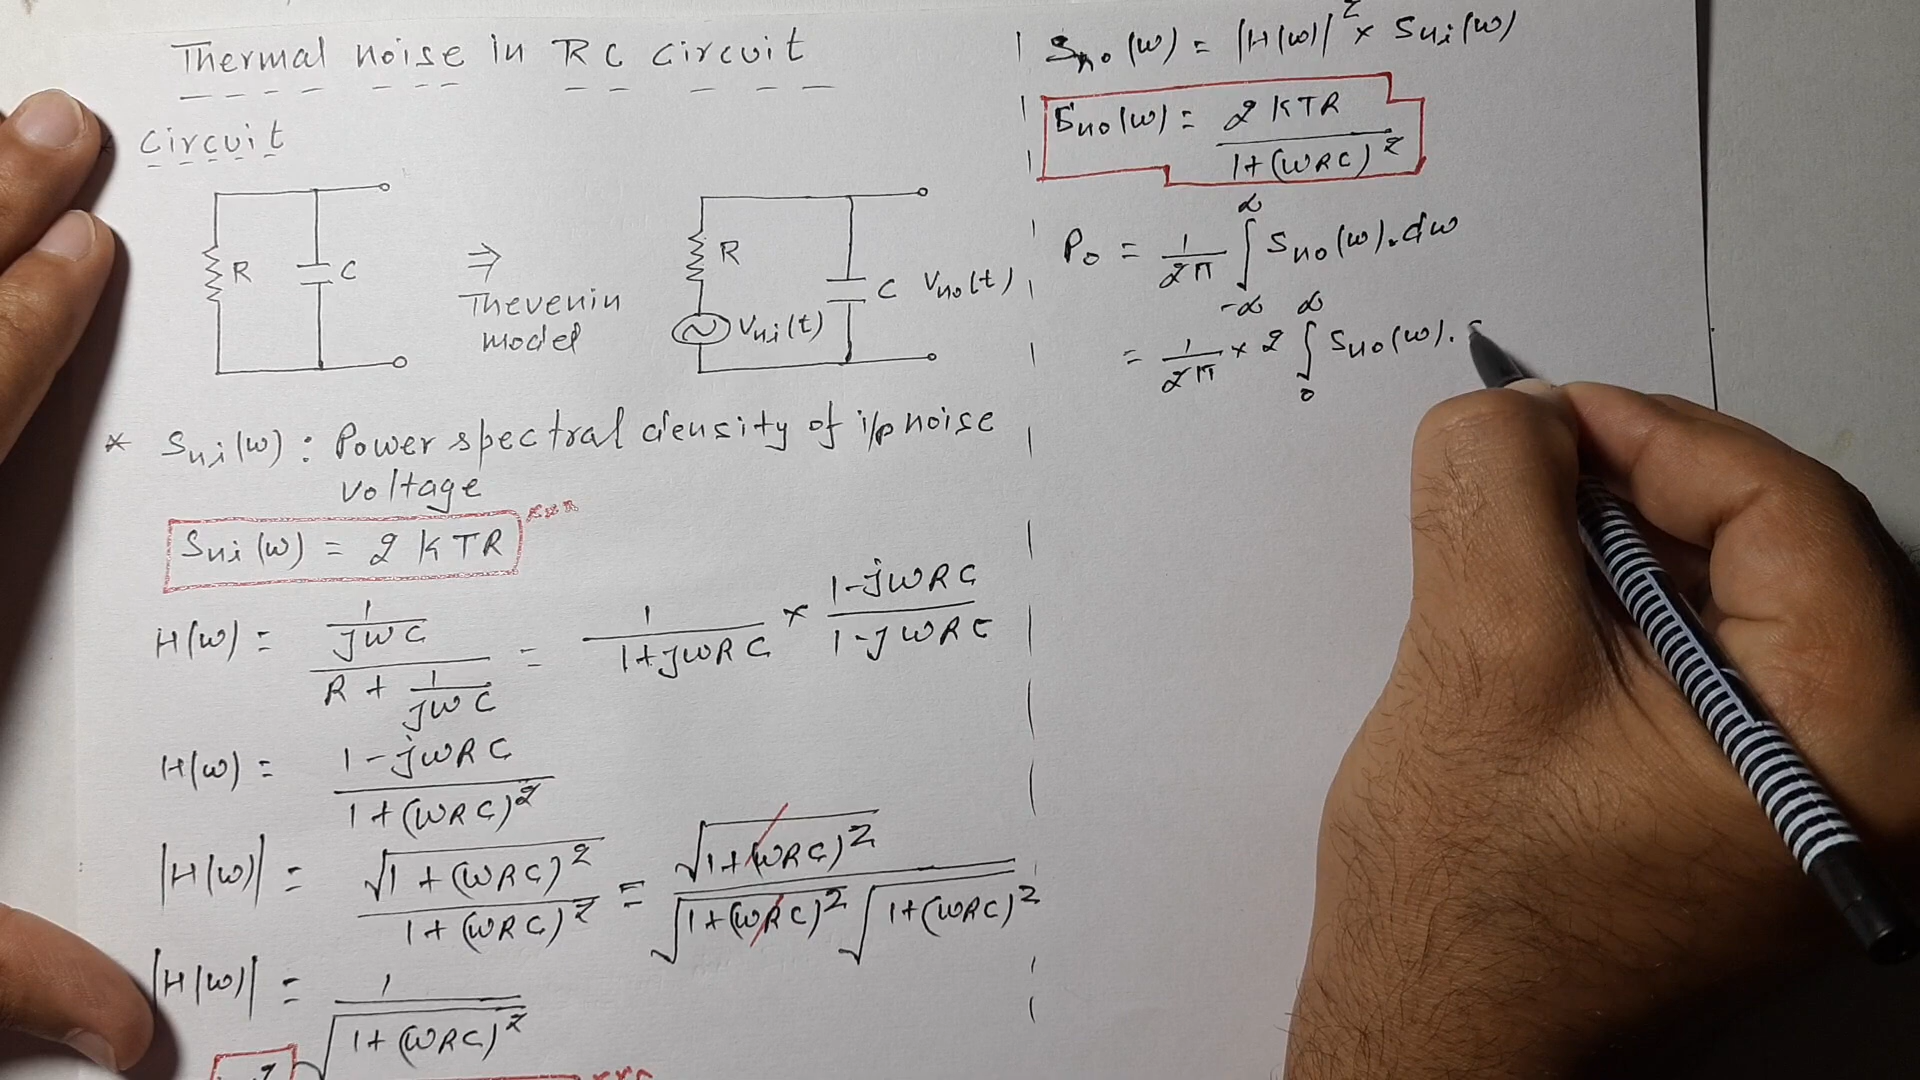 Thermal noise in RC circuit
* Circuit
R
C
⇒
Thevenin
model
R
Vni(t)
C
Vno(t)
* Sni(ω) : Power spectral density of i/p noise
voltage
Sni(ω) = 2KTR
H(ω) = (1/jωC) / (R + 1/jωC) = 1/(1+jωRC) × (1-jωRC)/(1-jωRC)
H(ω) = (1-jωRC)/(1+(ωRC)²)
|H(ω)| = √(1+(ωRC)²) / (1+(ωRC)²) = √(1+(ωRC)²) / (√(1+(ωRC)²) √(1+(ωRC)²))
|H(ω)| = 1/√(1+(ωRC)²)
Sno(ω) = |H(ω)|² × Sni(ω)
Sno(ω) = 2KTR/(1+(ωRC)²)
Po = 1/2π ∫_{-∞}^{∞} Sno(ω).dω
= 1/2π × 2 ∫_{0}^{∞} Sno(ω).